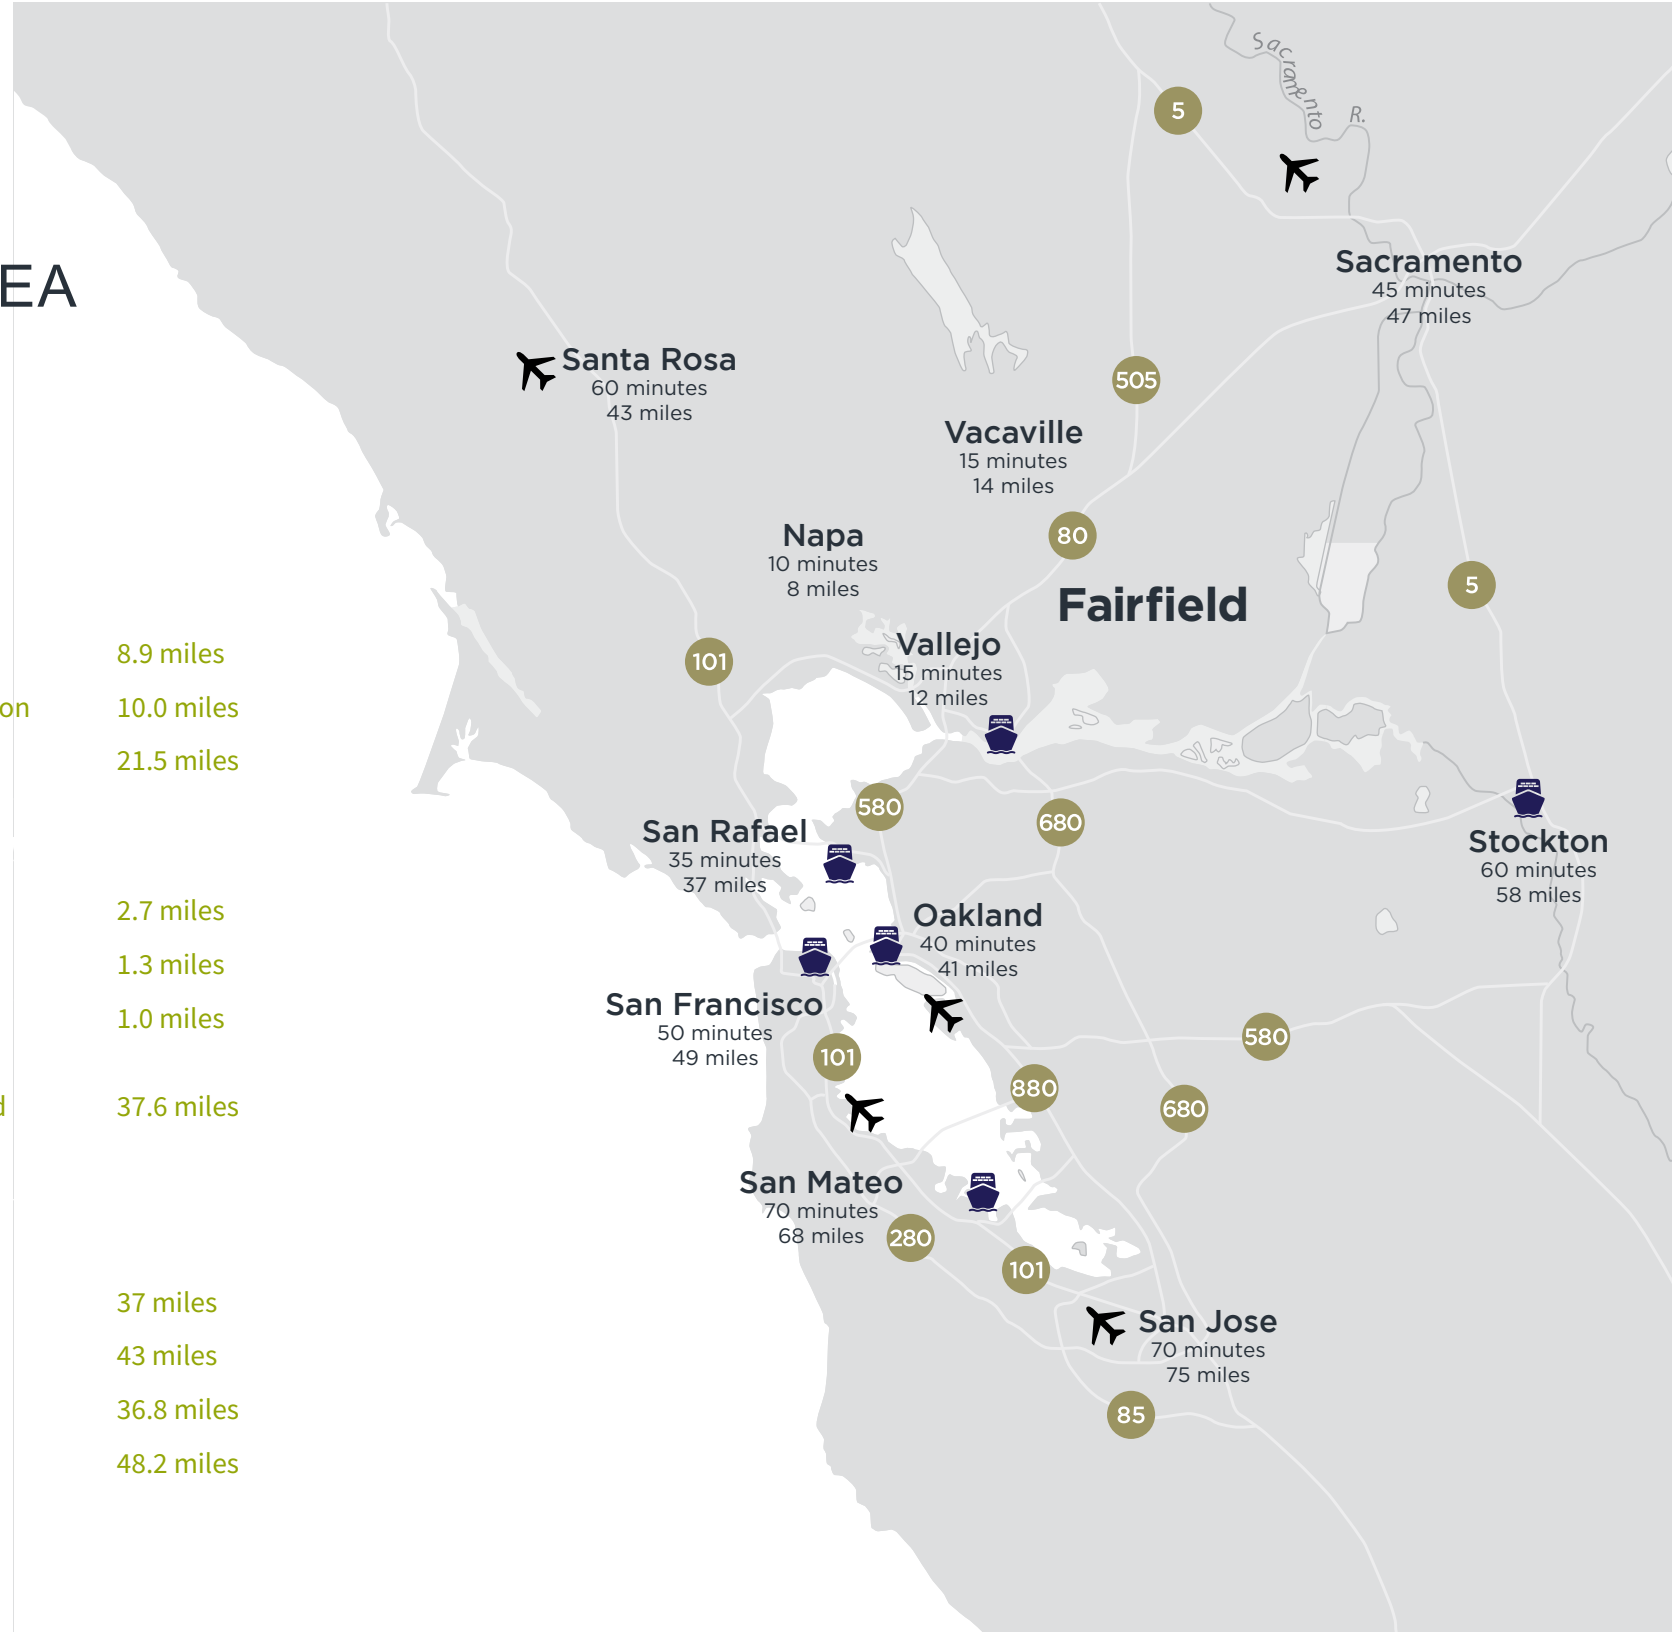 EA
8.9 miles
on
10.0 miles
21.5 miles
2.7 miles
1.3 miles
1.0 miles
d
37.6 miles
37 miles
43 miles
36.8 miles
48.2 miles
Sacramento R.
5
Sacramento
45 minutes
47 miles
Santa Rosa
60 minutes
43 miles
505
Vacaville
15 minutes
14 miles
80
Napa
10 minutes
8 miles
Fairfield
5
Vallejo
15 minutes
12 miles
101
580
680
San Rafael
35 minutes
37 miles
Stockton
60 minutes
58 miles
Oakland
40 minutes
41 miles
San Francisco
50 minutes
49 miles
101
580
880
680
San Mateo
70 minutes
68 miles
280
101
San Jose
70 minutes
75 miles
85